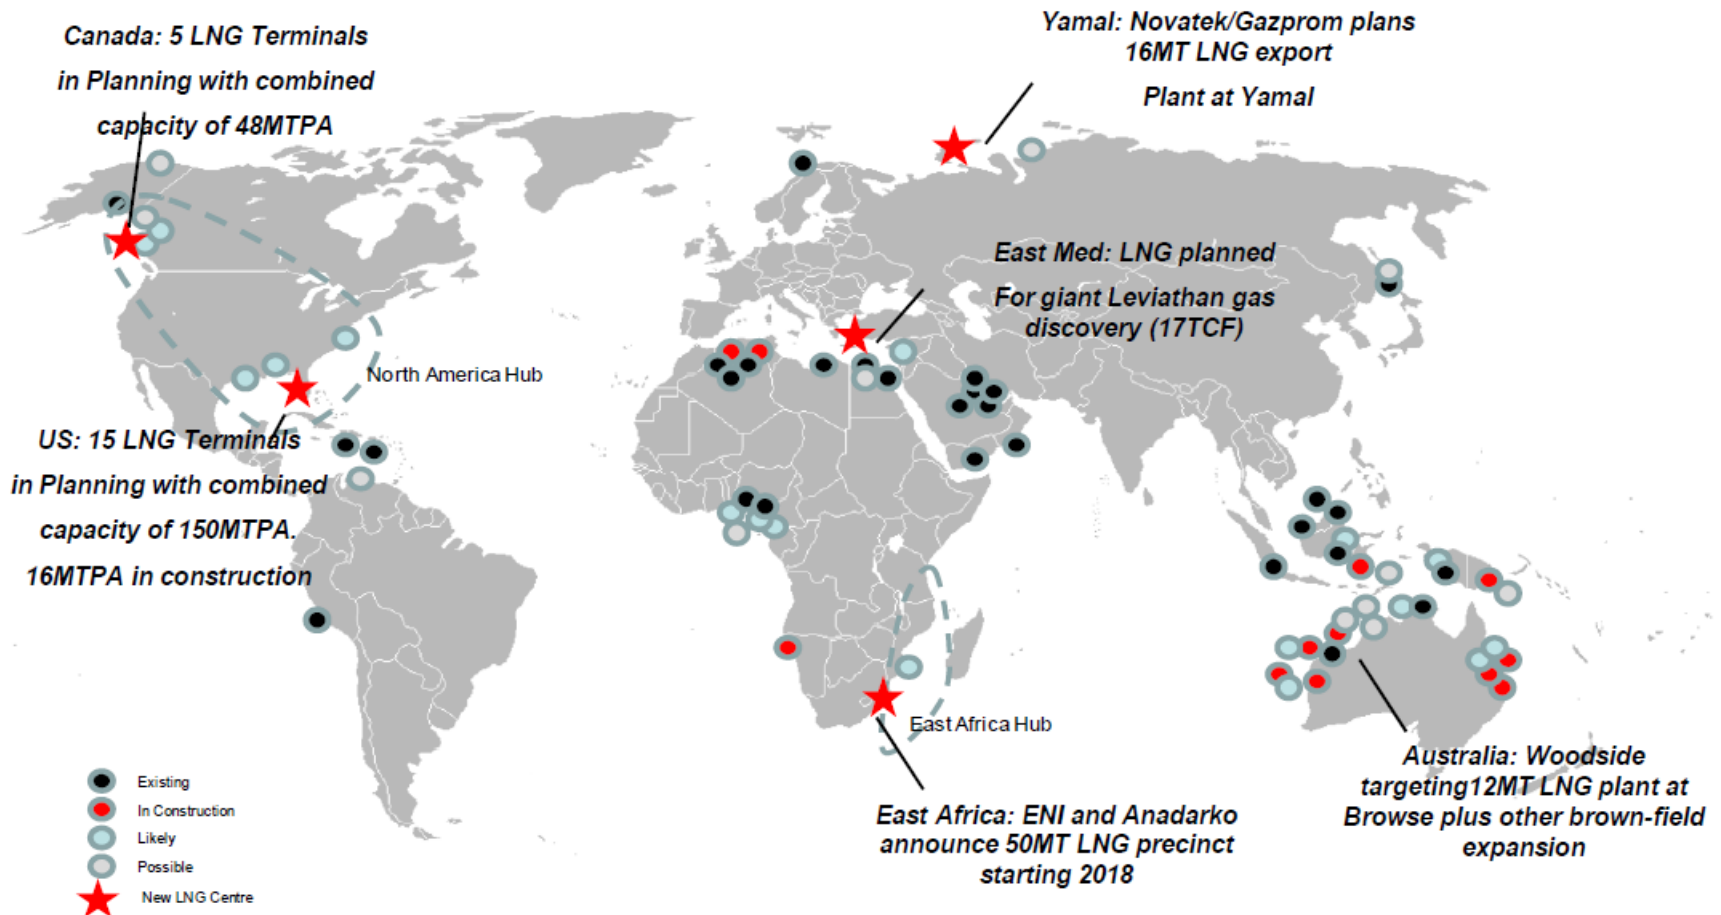 Canada: 5 LNG Terminals
in Planning with combined
capacity of 48MTPA
Yamal: Novatek/Gazprom plans
16MT LNG export
Plant at Yamal
East Med: LNG planned
For giant Leviathan gas
discovery (17TCF)
North America Hub
US: 15 LNG Terminals
in Planning with combined
capacity of 150MTPA.
16MTPA in construction
East Africa Hub
East Africa: ENI and Anadarko
announce 50MT LNG precinct
starting 2018
Australia: Woodside
targeting12MT LNG plant at
Browse plus other brown-field
expansion
Existing
In Construction
Likely
Possible
New LNG Centre